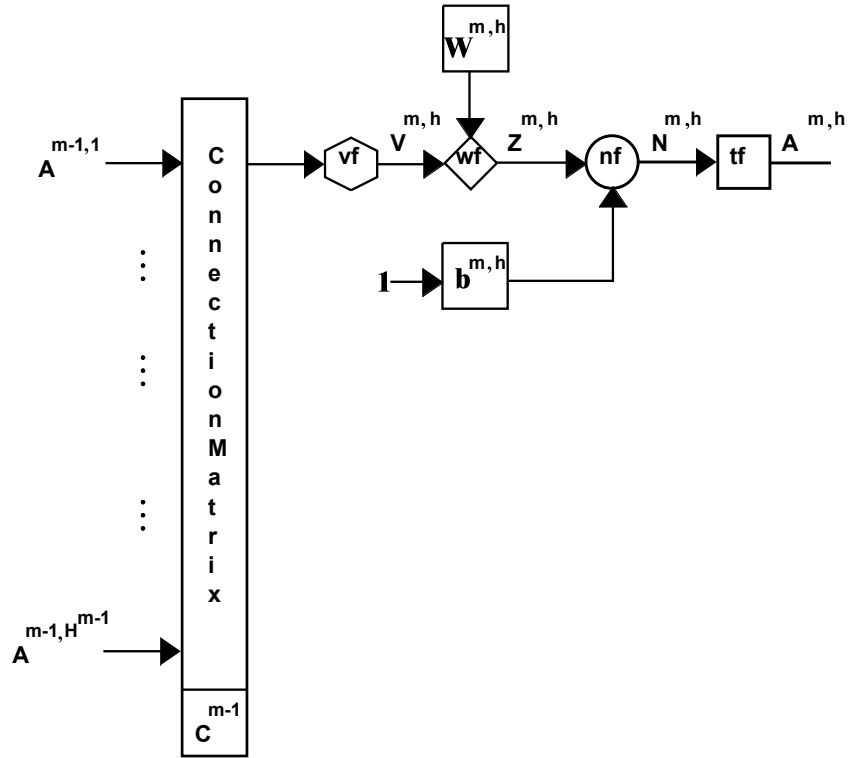 W^m,h
A^m-1,1
ConnectionMatrix
vf
V^m,h
wf
Z^m,h
nf
N^m,h
tf
A^m,h
1
b^m,h
A^m-1,H^m-1
C^m-1